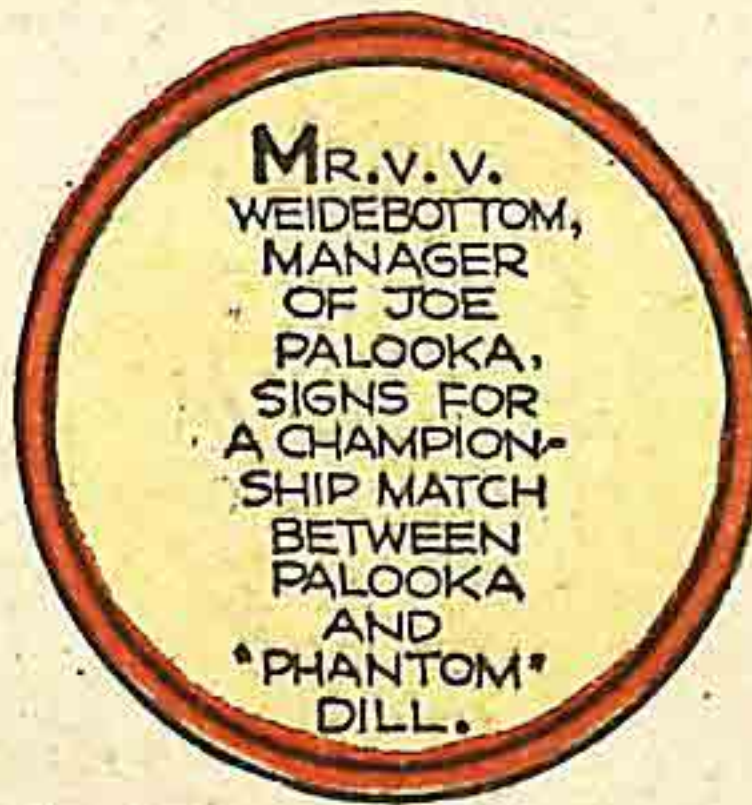 MR. V. V.
WEIDEBOTTOM,
MANAGER
OF JOE
PALOOKA,
SIGNS FOR
A CHAMPION-
SHIP MATCH
BETWEEN
PALOOKA
AND
"PHANTOM"
DILL.